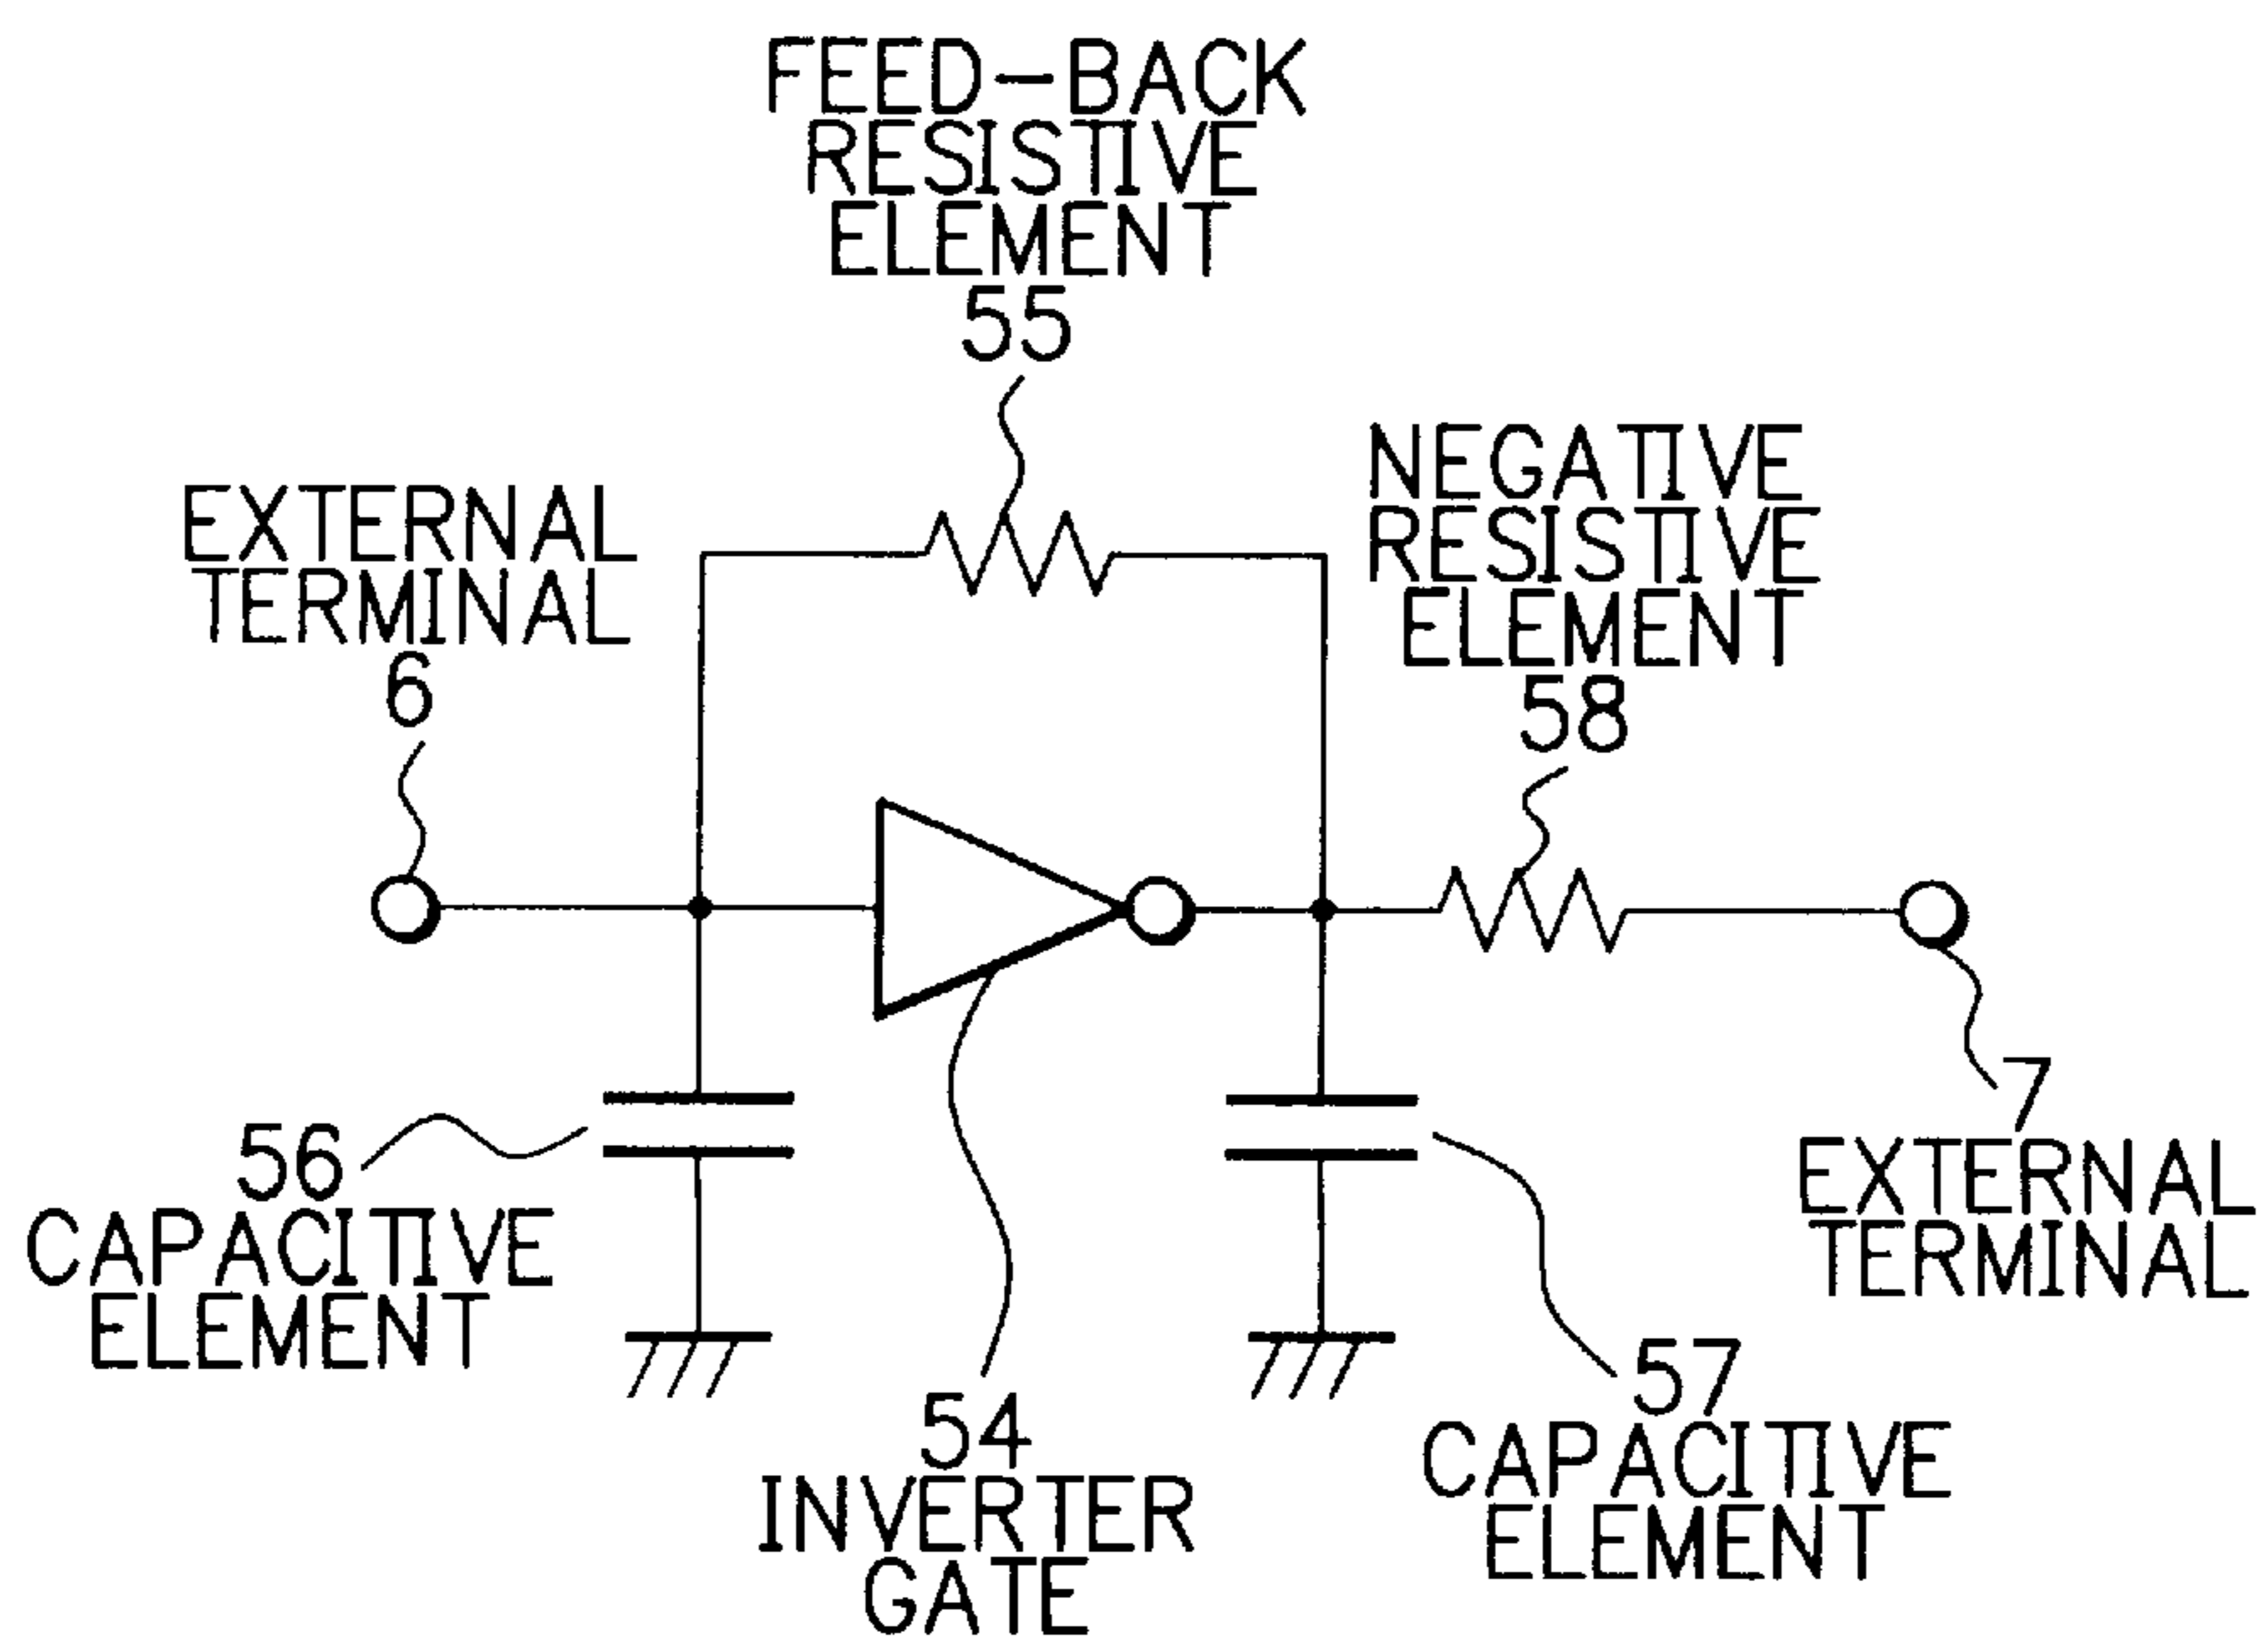 FEED-BACK
RESISTIVE
ELEMENT
55
NEGATIVE
RESISTIVE
ELEMENT
58
EXTERNAL
TERMINAL
6
7
EXTERNAL
TERMINAL
56
CAPACITIVE
ELEMENT
54
INVERTER
GATE
57
CAPACITIVE
ELEMENT